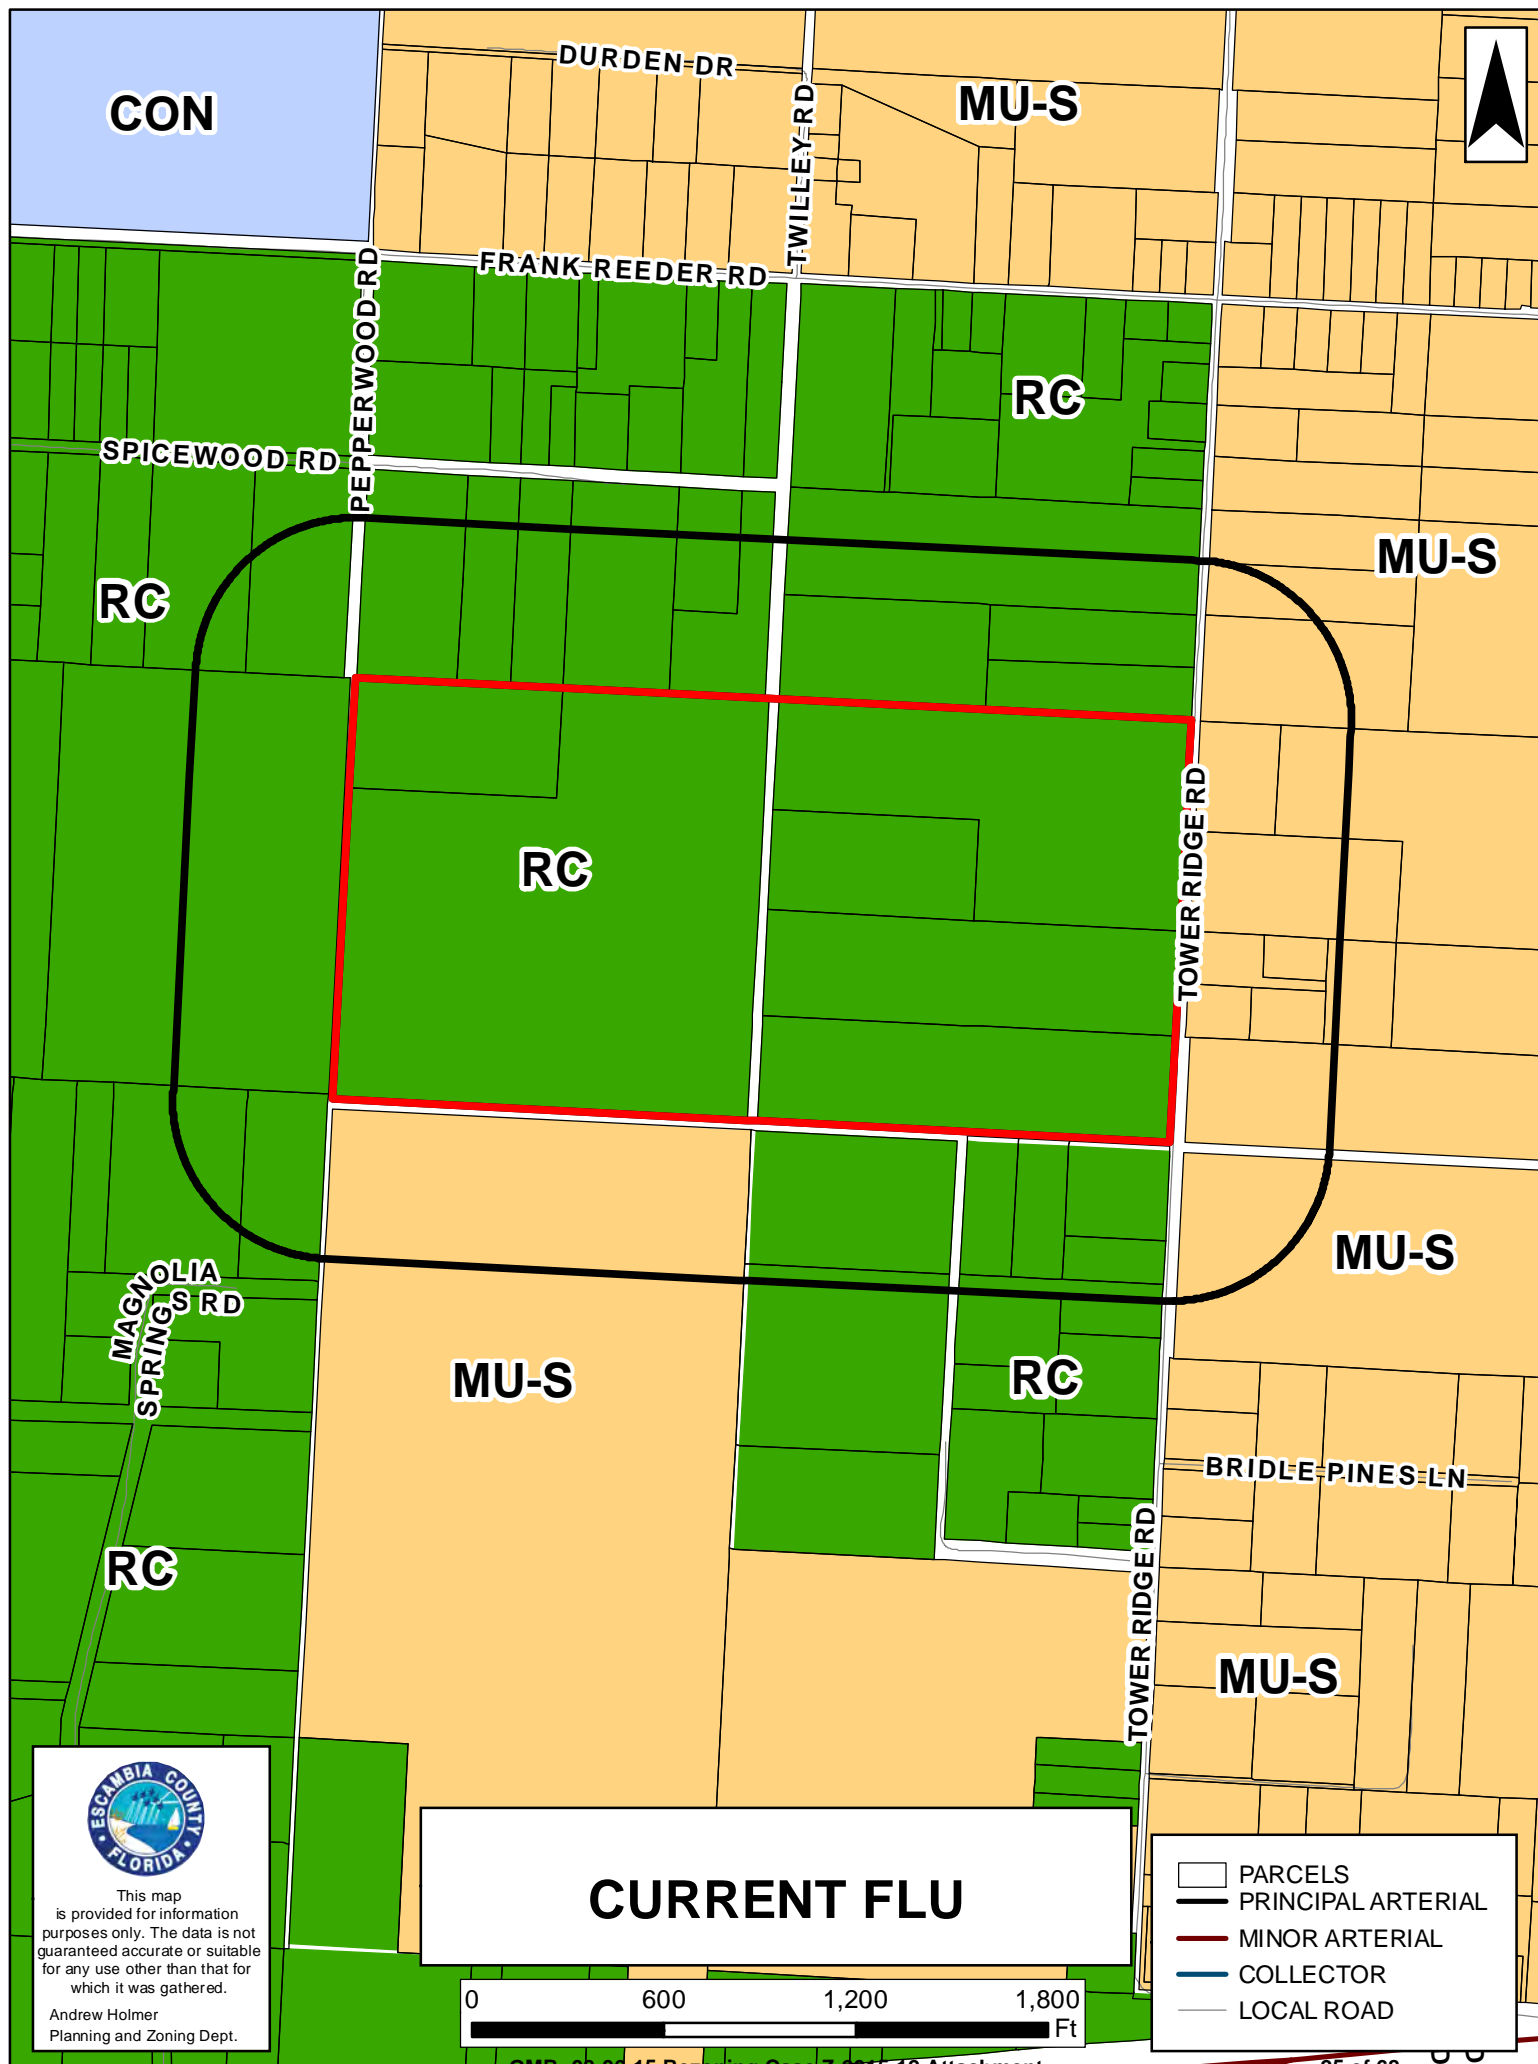 DURDEN DR
CON
MU-S
TWILLEY RD
FRANK REEDER RD
PEPPERWOOD RD
RC
SPICEWOOD RD
MU-S
RC
RC
TOWER RIDGE RD
MU-S
MAGNOLIA
SPRINGS RD
MU-S
RC
BRIDLE PINES LN
RC
TOWER RIDGE RD
MU-S
ESCAMBIA COUNTY
FLORIDA
This map
is provided for information
purposes only. The data is not
guaranteed accurate or suitable
for any use other than that for
which it was gathered.
Andrew Holmer
Planning and Zoning Dept.
CURRENT FLU
0 600 1,200 1,800
Ft
PARCELS
PRINCIPAL ARTERIAL
MINOR ARTERIAL
COLLECTOR
LOCAL ROAD